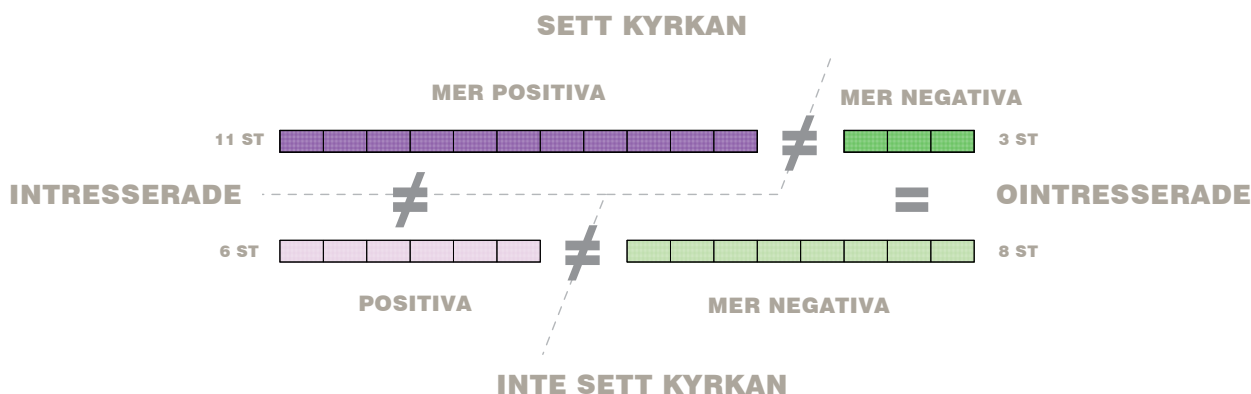 SETT KYRKAN
MER POSITIVA
MER NEGATIVA
11 ST
≠
3 ST
INTRESSERADE
≠
=
OINTRESSERADE
6 ST
≠
8 ST
POSITIVA
MER NEGATIVA
INTE SETT KYRKAN